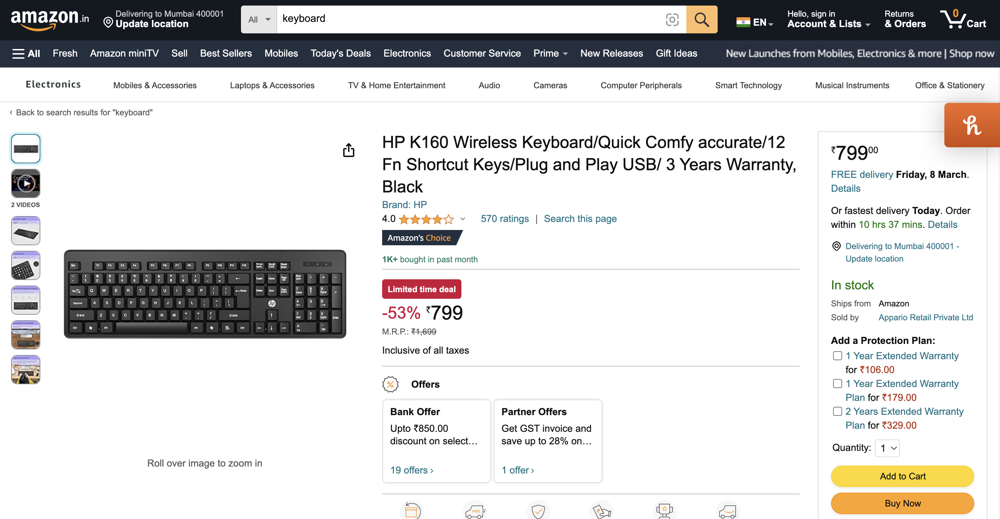 amazon.in
Delivering to Mumbai 400001
Update location
All
keyboard
EN
Hello, sign in
Account & Lists
Returns
& Orders
0
Cart
All
Fresh
Amazon miniTV
Sell
Best Sellers
Mobiles
Today's Deals
Electronics
Customer Service
Prime
New Releases
Gift Ideas
New Launches from Mobiles, Electronics & more | Shop now
Electronics
Mobiles & Accessories
Laptops & Accessories
TV & Home Entertainment
Audio
Cameras
Computer Peripherals
Smart Technology
Musical Instruments
Office & Stationery
‹ Back to search results for "keyboard"
2 VIDEOS
hp
Roll over image to zoom in
HP K160 Wireless Keyboard/Quick Comfy accurate/12
Fn Shortcut Keys/Plug and Play USB/ 3 Years Warranty,
Black
Brand: HP
4.0
570 ratings | Search this page
Amazon's Choice
1K+ bought in past month
Limited time deal
-53% ₹799
M.R.P.: ₹1,699
Inclusive of all taxes
%
Offers
Bank Offer
Upto ₹850.00
discount on select…
19 offers ›
Partner Offers
Get GST invoice and
save up to 28% on…
1 offer ›
FREE
h
₹79900
FREE delivery Friday, 8 March.
Details
Or fastest delivery Today. Order
within 10 hrs 37 mins. Details
Delivering to Mumbai 400001 -
Update location
In stock
Ships from Amazon
Sold by Appario Retail Private Ltd
Add a Protection Plan:
1 Year Extended Warranty
for ₹106.00
1 Year Extended Warranty
Plan for ₹179.00
2 Years Extended Warranty
Plan for ₹329.00
Quantity: 1
Add to Cart
Buy Now